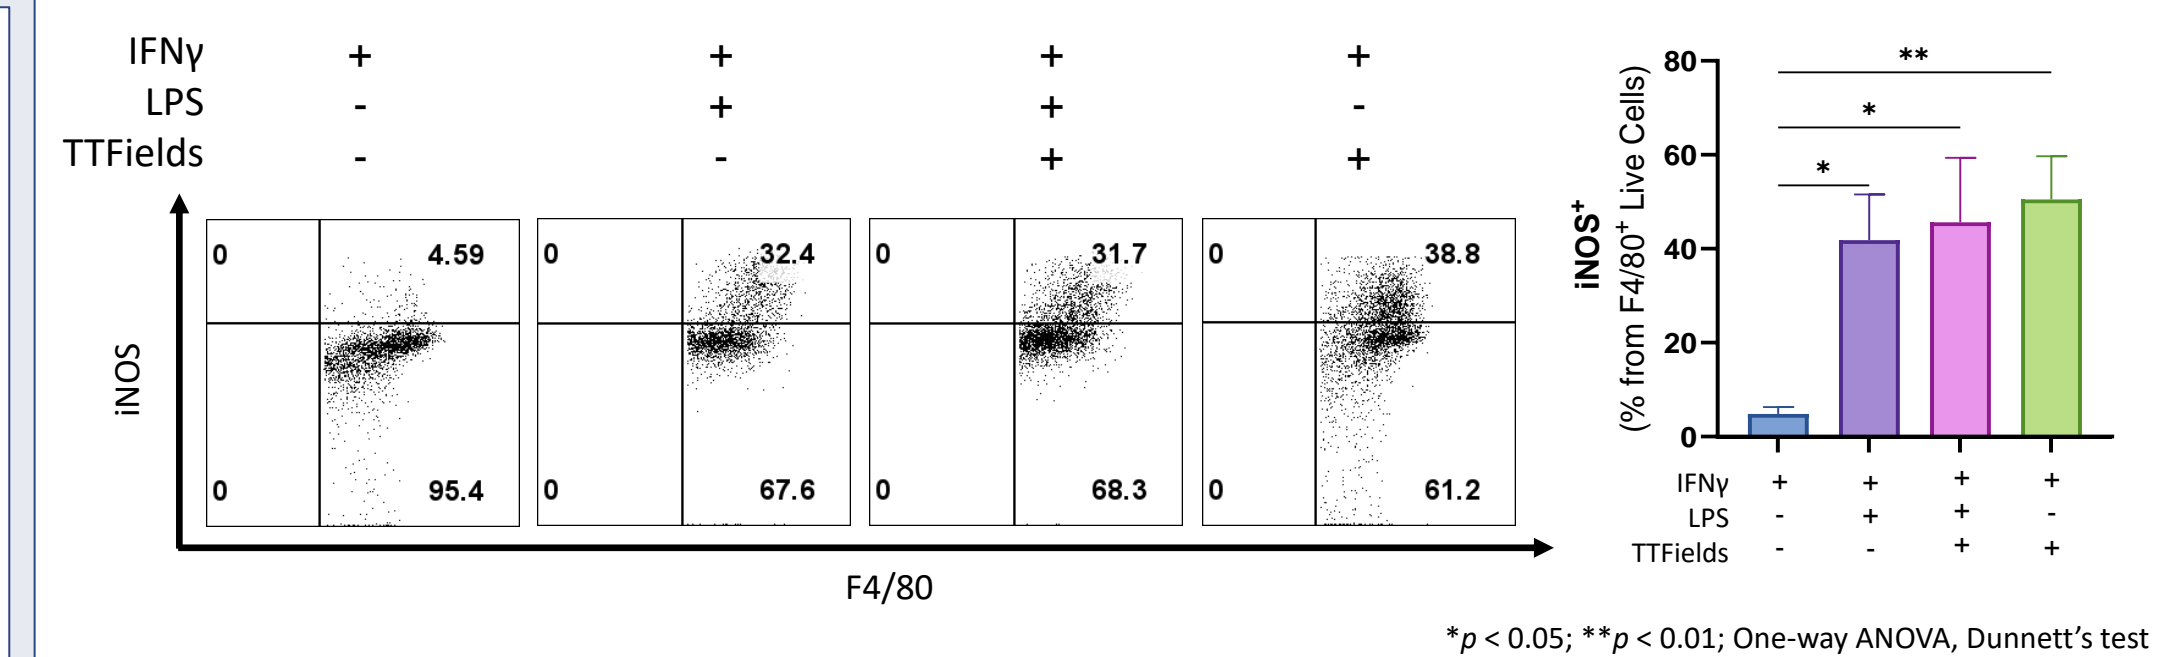 IFNγ + + + +
LPS - + + -
TTFields - - + +
iNOS
0 4.59
0 95.4
0 32.4
0 67.6
0 31.7
0 68.3
0 38.8
0 61.2
F4/80
iNOS⁺
(% from F4/80⁺ Live Cells)
80
60
40
20
0
**
*
*
IFNγ + + + +
LPS - + + -
TTFields - - + +
*p < 0.05; **p < 0.01; One-way ANOVA, Dunnett’s test